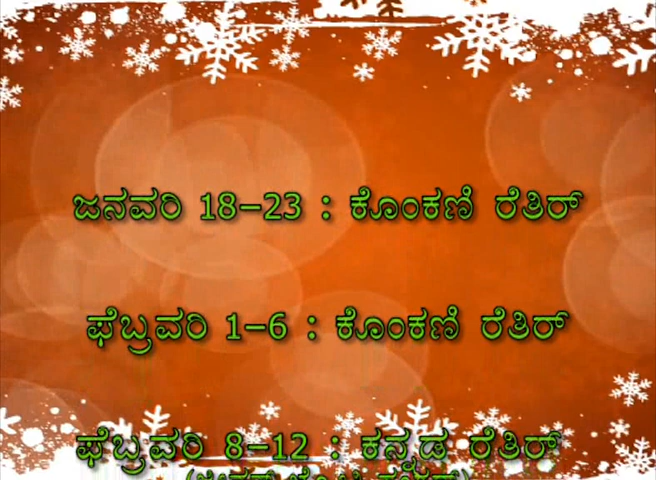 ಜನವರಿ 18–23 : ಕೊಂಕಣಿ ರೆತಿರ್
ಫೆಬ್ರವರಿ 1–6 : ಕೊಂಕಣಿ ರೆತಿರ್
ಫೆಬ್ರವರಿ 8–12 : ಕನ್ನಡ ರೆತಿರ್